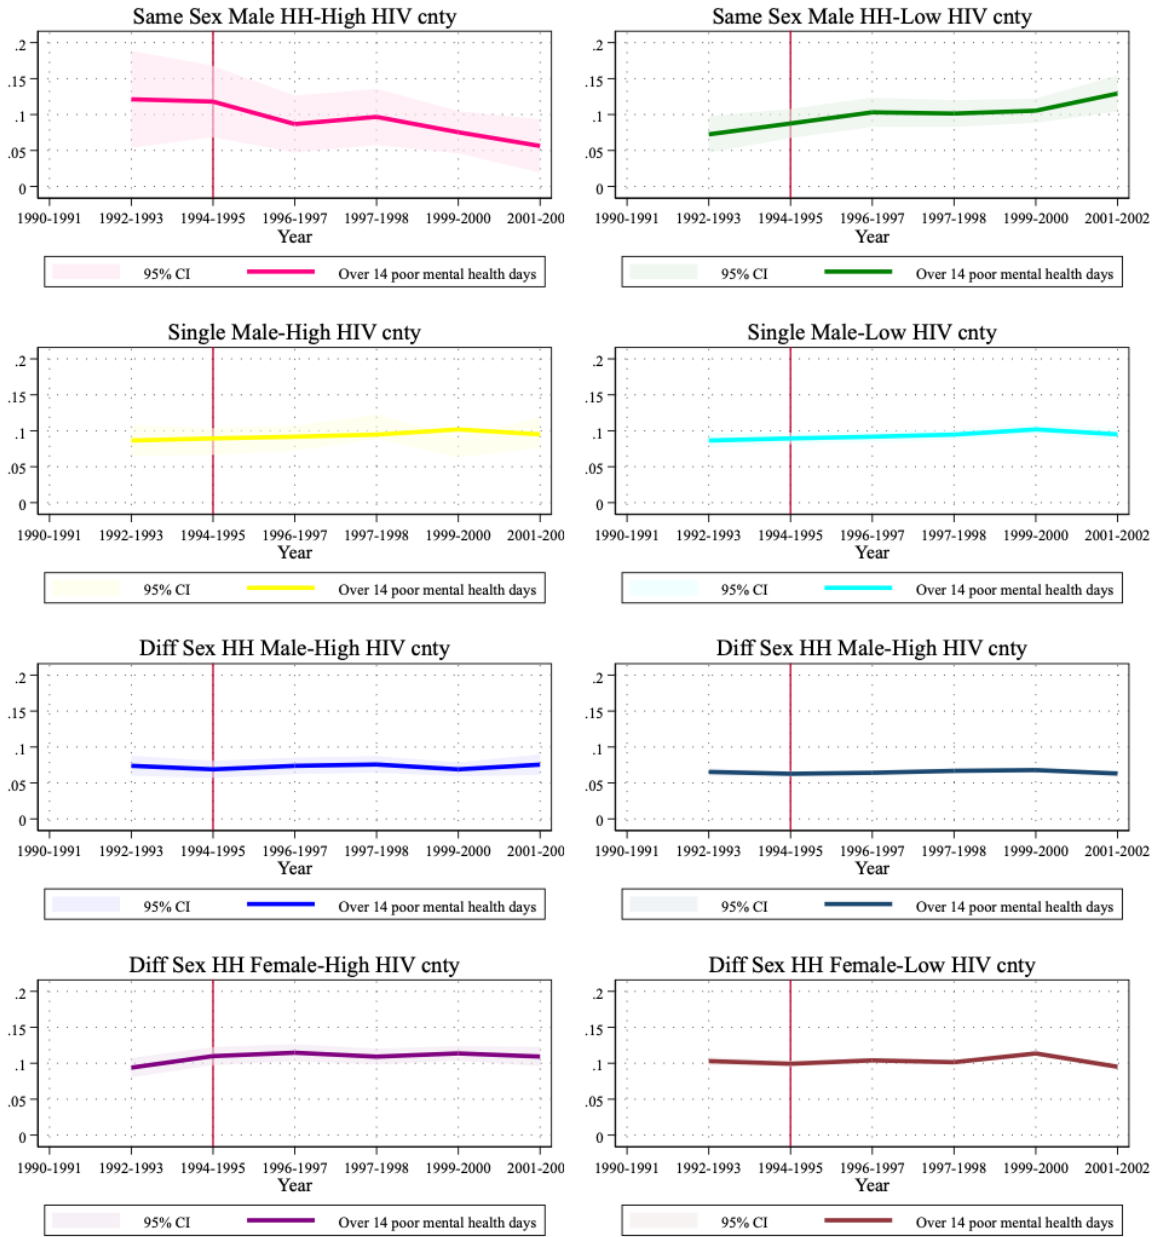 Same Sex Male HH-High HIV cnty
.2
.15
.1
.05
0
1990-1991 1992-1993 1994-1995 1996-1997 1997-1998 1999-2000 2001-200
Year
95% CI Over 14 poor mental health days
Same Sex Male HH-Low HIV cnty
.2
.15
.1
.05
0
1990-1991 1992-1993 1994-1995 1996-1997 1997-1998 1999-2000 2001-2002
Year
95% CI Over 14 poor mental health days
Single Male-High HIV cnty
.2
.15
.1
.05
0
1990-1991 1992-1993 1994-1995 1996-1997 1997-1998 1999-2000 2001-200
Year
95% CI Over 14 poor mental health days
Single Male-Low HIV cnty
.2
.15
.1
.05
0
1990-1991 1992-1993 1994-1995 1996-1997 1997-1998 1999-2000 2001-2002
Year
95% CI Over 14 poor mental health days
Diff Sex HH Male-High HIV cnty
.2
.15
.1
.05
0
1990-1991 1992-1993 1994-1995 1996-1997 1997-1998 1999-2000 2001-200
Year
95% CI Over 14 poor mental health days
Diff Sex HH Male-High HIV cnty
.2
.15
.1
.05
0
1990-1991 1992-1993 1994-1995 1996-1997 1997-1998 1999-2000 2001-2002
Year
95% CI Over 14 poor mental health days
Diff Sex HH Female-High HIV cnty
.2
.15
.1
.05
0
1990-1991 1992-1993 1994-1995 1996-1997 1997-1998 1999-2000 2001-200
Year
95% CI Over 14 poor mental health days
Diff Sex HH Female-Low HIV cnty
.2
.15
.1
.05
0
1990-1991 1992-1993 1994-1995 1996-1997 1997-1998 1999-2000 2001-2002
Year
95% CI Over 14 poor mental health days